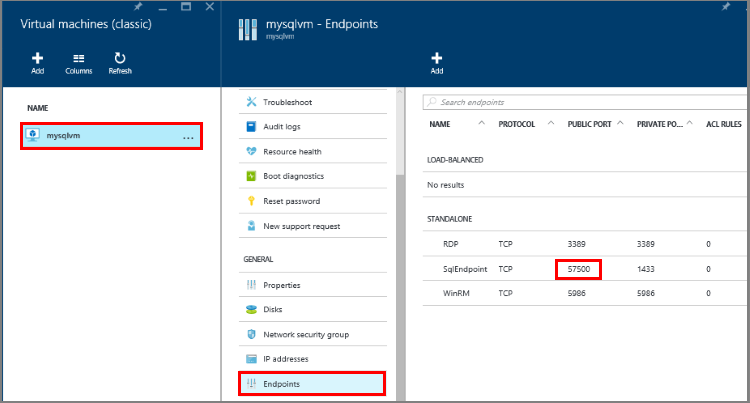 Virtual machines (classic)
Add
Columns
Refresh
NAME
mysqlvm
...
mysqlvm - Endpoints
mysqlvm
Troubleshoot
Audit logs
Resource health
Boot diagnostics
Reset password
New support request
GENERAL
Properties
Disks
Network security group
IP addresses
Endpoints
Add
Search endpoints
NAME PROTOCOL PUBLIC PORT PRIVATE PO... ACL RULES
LOAD-BALANCED
No results
STANDALONE
RDP TCP 3389 3389 0
SqlEndpoint TCP 57500 1433 0
WinRM TCP 5986 5986 0